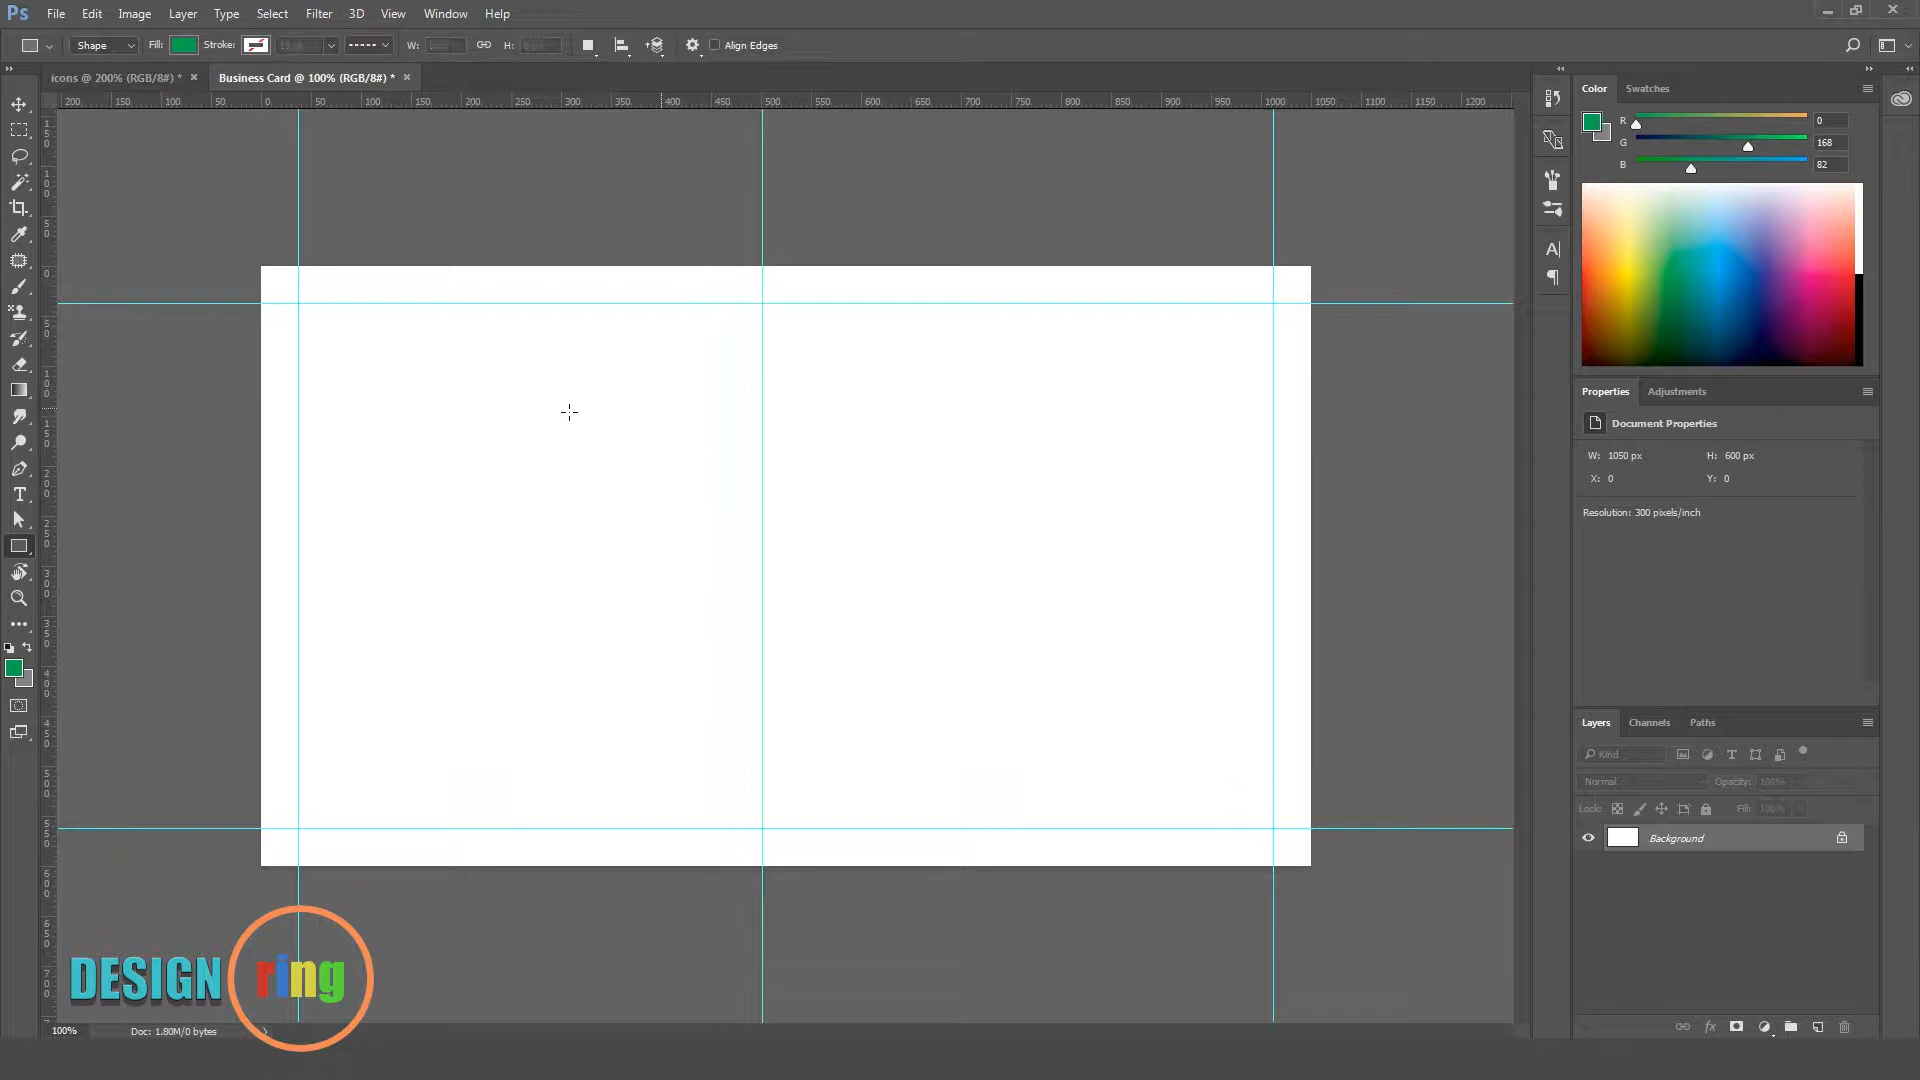 Ps File Edit Image Layer Type Select Filter 3D View Window Help
Shape Fill: Stroke: W: H: Align Edges
icons @ 200% (RGB/8#) * × Business Card @ 100% (RGB/8#) * ×
200 150 100 50 0 50 100 150 200 250 300 350 400 450 500 550 600 650 700 750 800 850 900 950 1000 1050 1100 1150 1200
Color Swatches
R 0
G 168
B 82
Properties Adjustments
Document Properties
W: 1050 px H: 600 px
X: 0 Y: 0
Resolution: 300 pixels/inch
Layers Channels Paths
Kind
Normal Opacity: 100%
Lock: Fill: 100%
Background
DESIGN ring
100% Doc: 1.80M/0 bytes